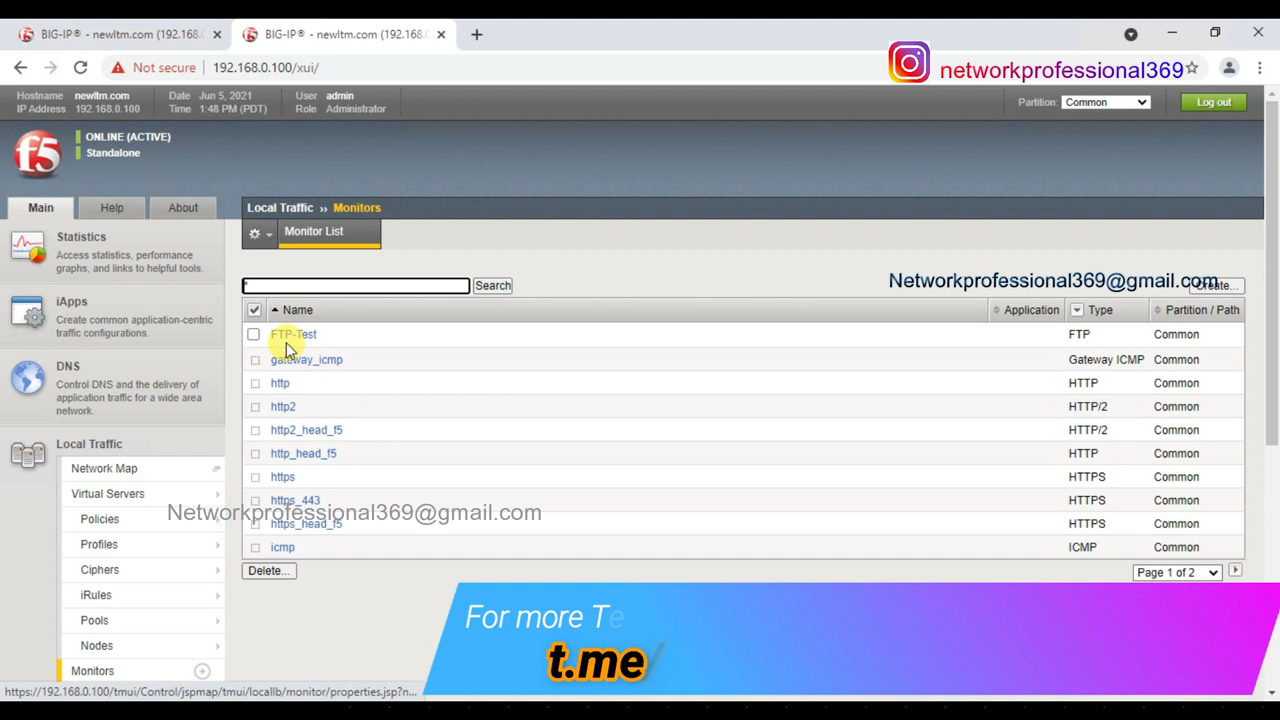 BIG-IP® - newltm.com (192.168.
BIG-IP® - newltm.com (192.168.
Not secure 192.168.0.100/xui/
networkprofessional369
Hostname newltm.com Date Jun 5, 2021 User admin
IP Address 192.168.0.100 Time 1:48 PM (PDT) Role Administrator
Partition: Common Log out
f5
ONLINE (ACTIVE)
Standalone
Main Help About
Local Traffic ›› Monitors
Monitor List
Statistics
Access statistics, performance
graphs, and links to helpful tools.
iApps
Create common application-centric
traffic configurations.
DNS
Control DNS and the delivery of
application traffic for a wide area
network.
Local Traffic
Network Map
Virtual Servers
Policies
Profiles
Ciphers
iRules
Pools
Nodes
Monitors
* Search
Networkprofessional369@gmail.com
Create...
Name Application Type Partition / Path
FTP-Test FTP Common
gateway_icmp Gateway ICMP Common
http HTTP Common
http2 HTTP/2 Common
http2_head_f5 HTTP/2 Common
http_head_f5 HTTP Common
https HTTPS Common
https_443 HTTPS Common
Networkprofessional369@gmail.com
https_head_f5 HTTPS Common
icmp ICMP Common
Delete... Page 1 of 2
For more Te
t.me/
https://192.168.0.100/tmui/Control/jspmap/tmui/locallb/monitor/properties.jsp?n...